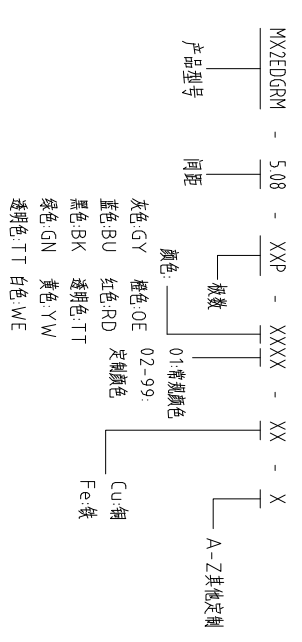 MX2EDGRM - 5.08 - XXP - XXXX - XX - X
产品型号
间距
极数
颜色:
01:常规颜色
02-99:
定制颜色
灰色:GY 橙色:OE
蓝色:BU 红色:RD
黑色:BK 透明色:TT
绿色:GN 黄色:YW
透明色:TT 白色:WE
Cu:铜
Fe:铁
A-Z其他定制